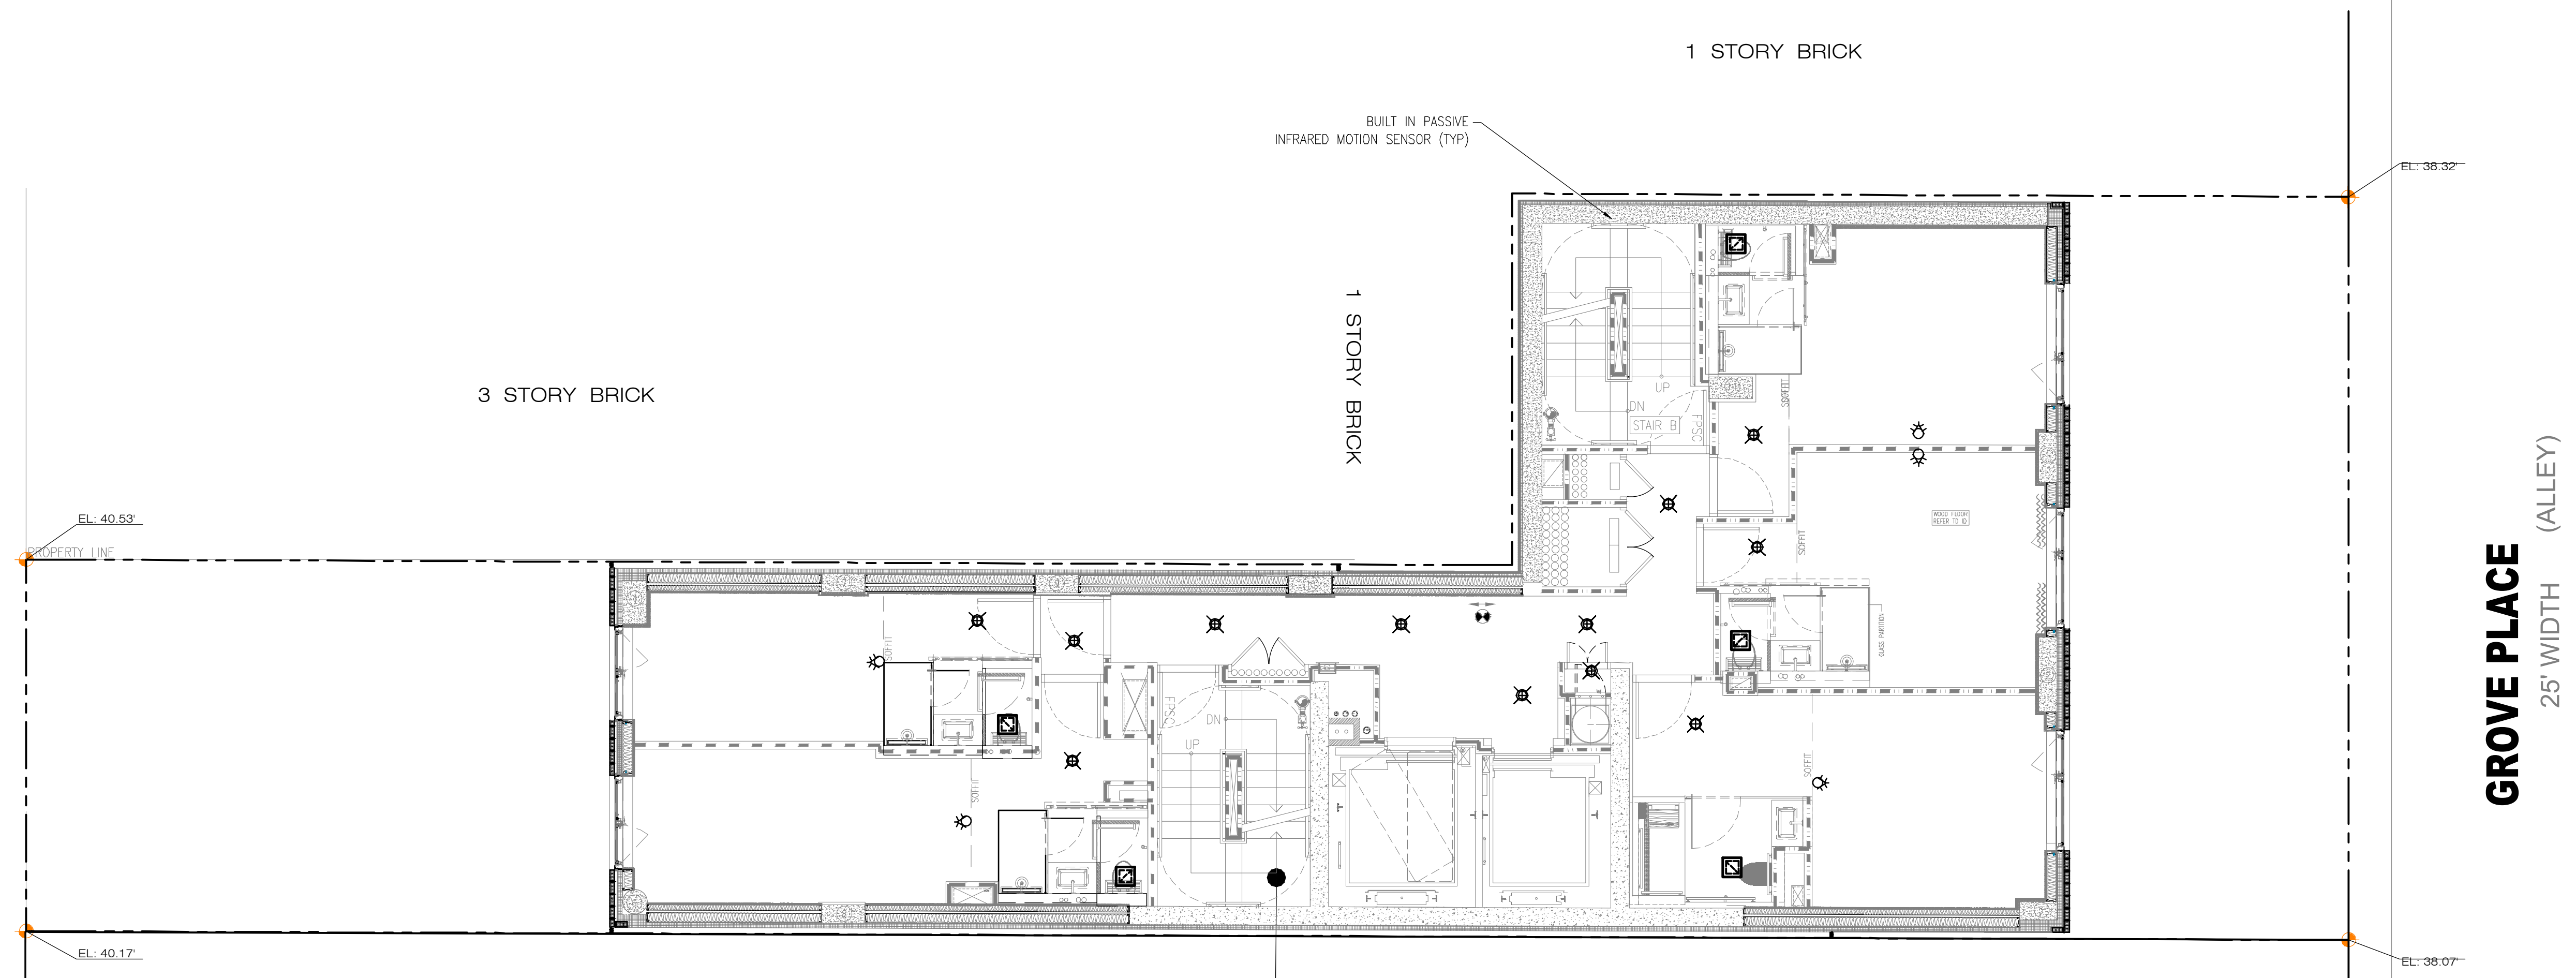 1 STORY BRICK
BUILT IN PASSIVE
INFRARED MOTION SENSOR (TYP)
EL: 38.32'
1 STORY BRICK
3 STORY BRICK
UP
DN
STAIR B
FPSC
SOFFIT
EL: 40.53'
PROPERTY LINE
WOOD FLOOR
REFER TO ID
SOFFIT
GLASS PARTITION
SOFFIT
FPSC
DN
UP
SOFFIT
SOFFIT
GROVE PLACE
25' WIDTH (ALLEY)
EL: 40.17'
EL: 38.07'